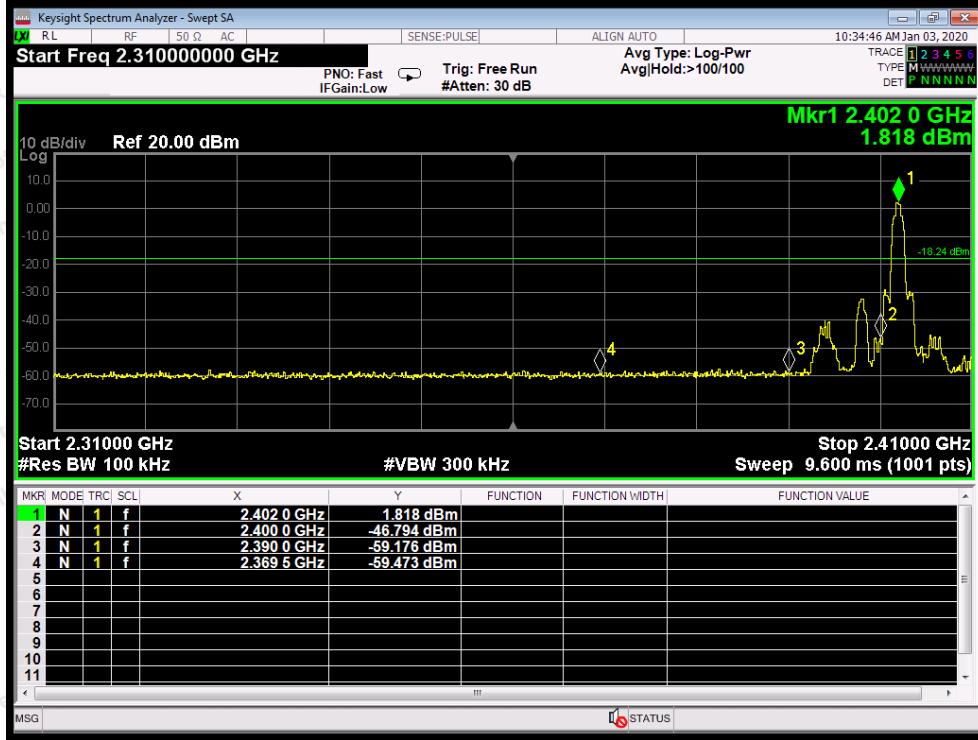 Keysight Spectrum Analyzer - Swept SA
LXI RL RF 50 Ω AC SENSE:PULSE ALIGN AUTO 10:34:46 AM Jan 03, 2020
Start Freq 2.310000000 GHz
PNO: Fast
IFGain:Low
Trig: Free Run
#Atten: 30 dB
Avg Type: Log-Pwr
Avg|Hold:>100/100
TRACE 1 2 3 4 5 6
TYPE M W W W W W
DET P N N N N N
Mkr1 2.402 0 GHz
1.818 dBm
10 dB/div Ref 20.00 dBm
Log
10.0
0.00
-10.0
-20.0
-30.0
-40.0
-50.0
-60.0
-70.0
1
-18.24 dBm
2
3
4
Start 2.31000 GHz Stop 2.41000 GHz
#Res BW 100 kHz #VBW 300 kHz Sweep 9.600 ms (1001 pts)
MKR MODE TRC SCL X Y FUNCTION FUNCTION WIDTH FUNCTION VALUE
1 N 1 f 2.402 0 GHz 1.818 dBm
2 N 1 f 2.400 0 GHz -46.794 dBm
3 N 1 f 2.390 0 GHz -59.176 dBm
4 N 1 f 2.369 5 GHz -59.473 dBm
5
6
7
8
9
10
11
MSG STATUS